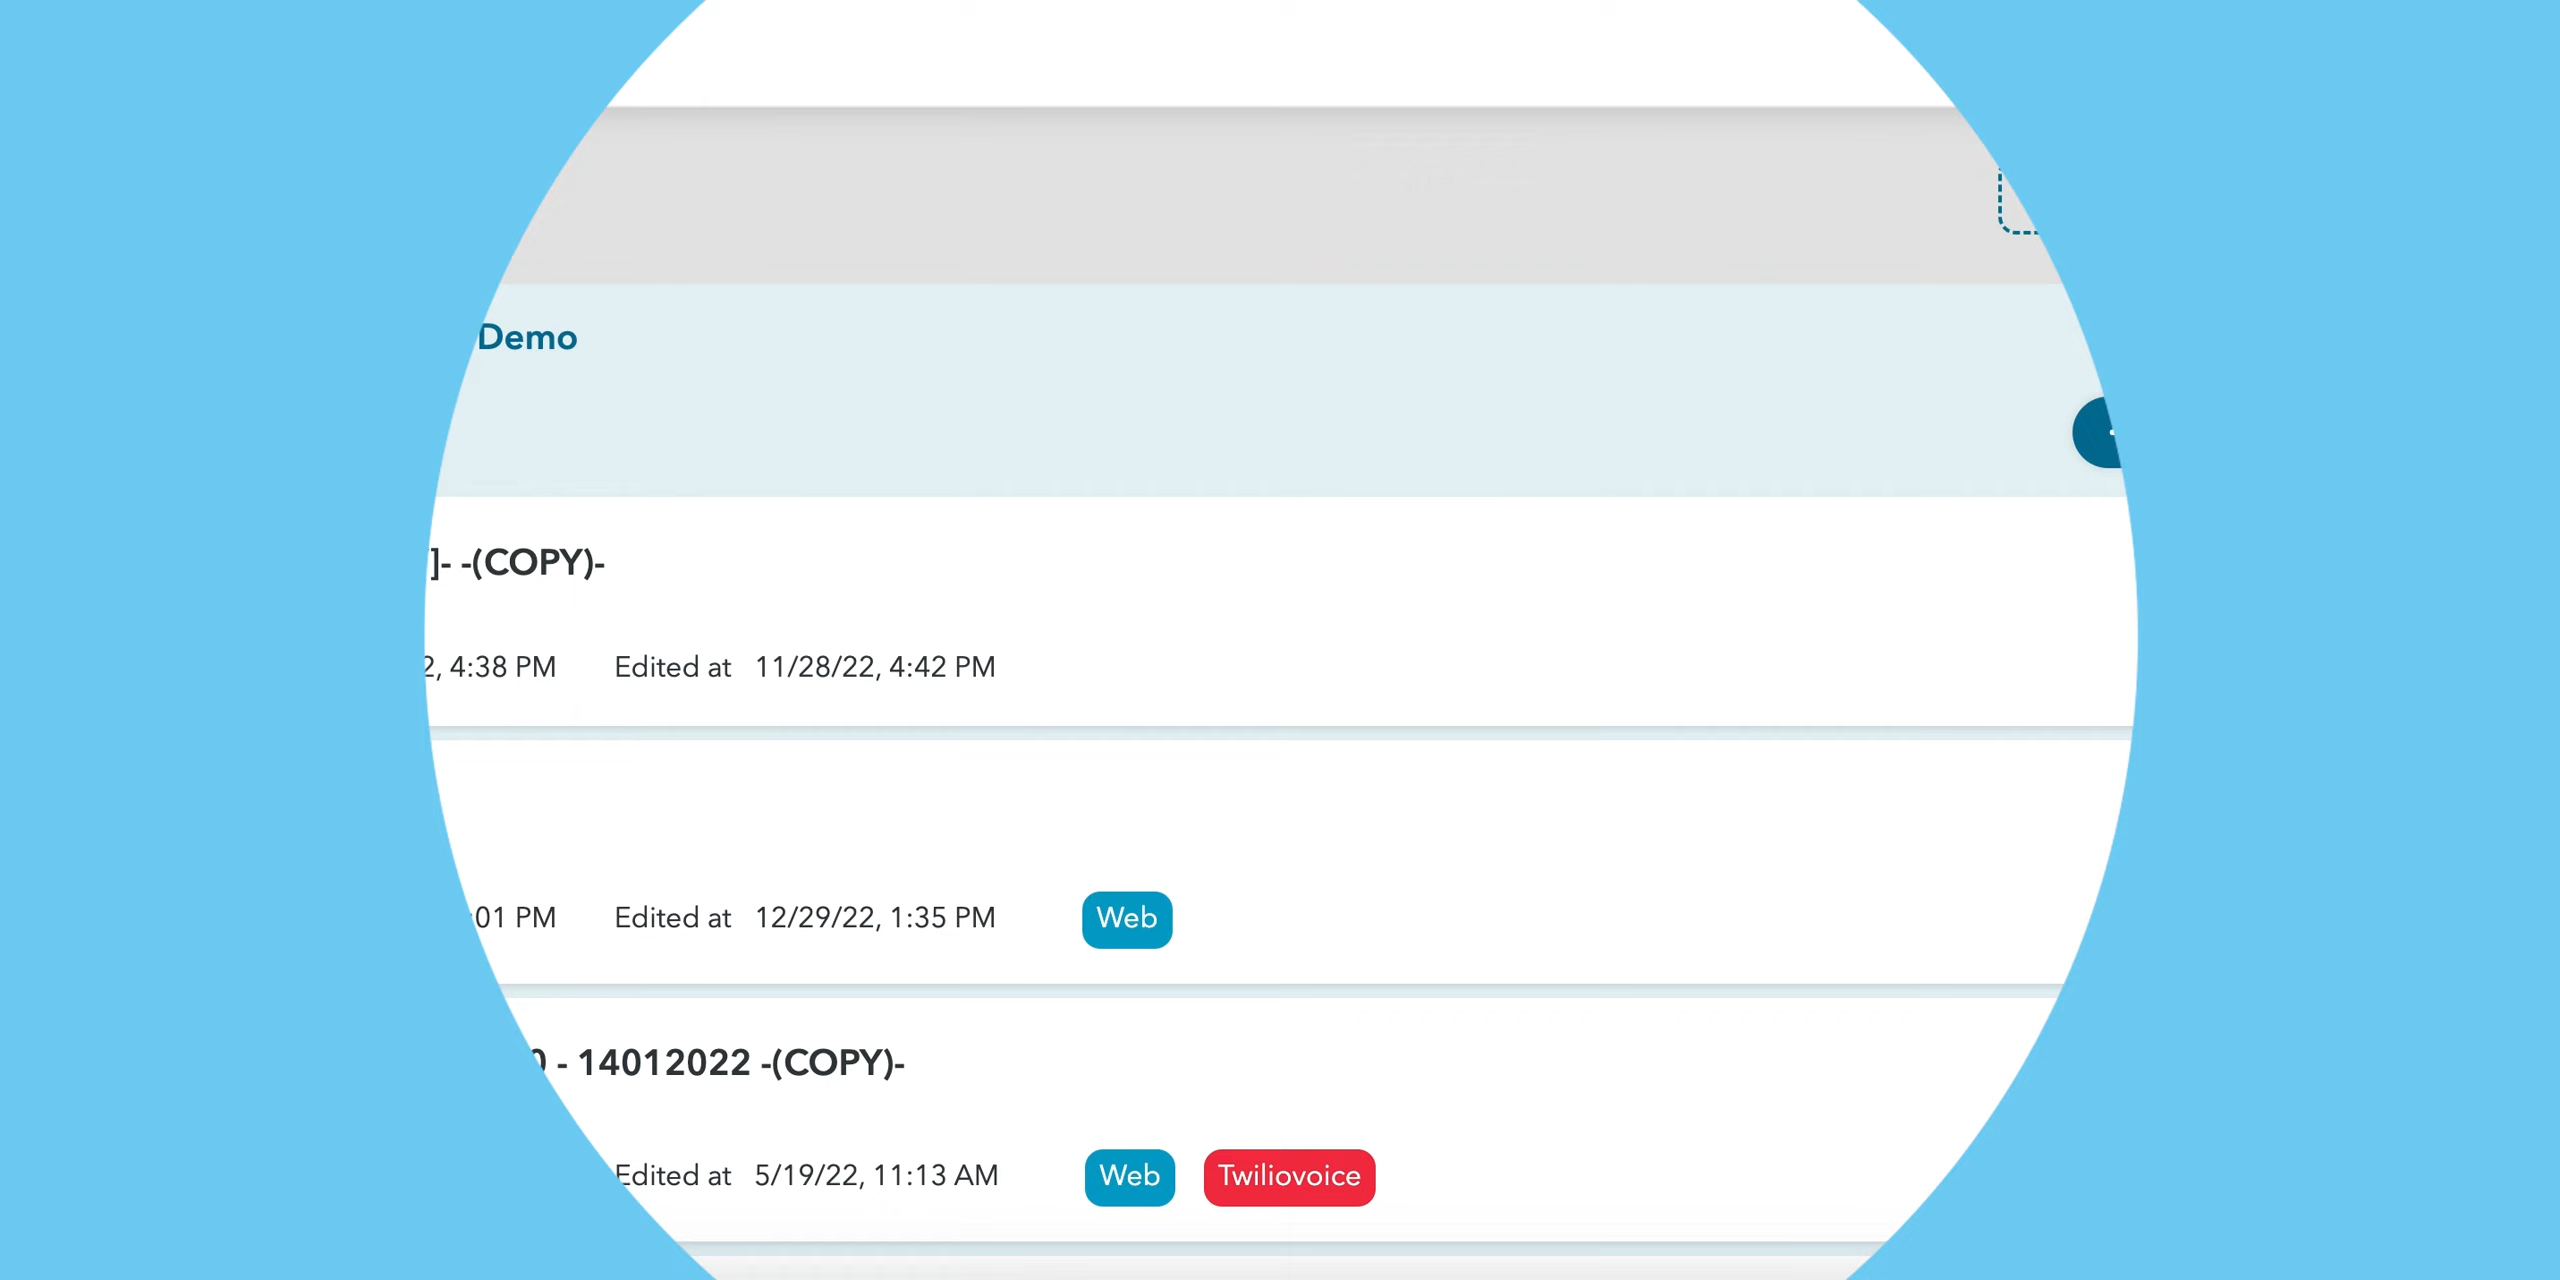 Demo
]- -(COPY)-
2, 4:38 PM Edited at 11/28/22, 4:42 PM
:01 PM Edited at 12/29/22, 1:35 PM Web
- 14012022 -(COPY)-
Edited at 5/19/22, 11:13 AM Web Twiliovoice